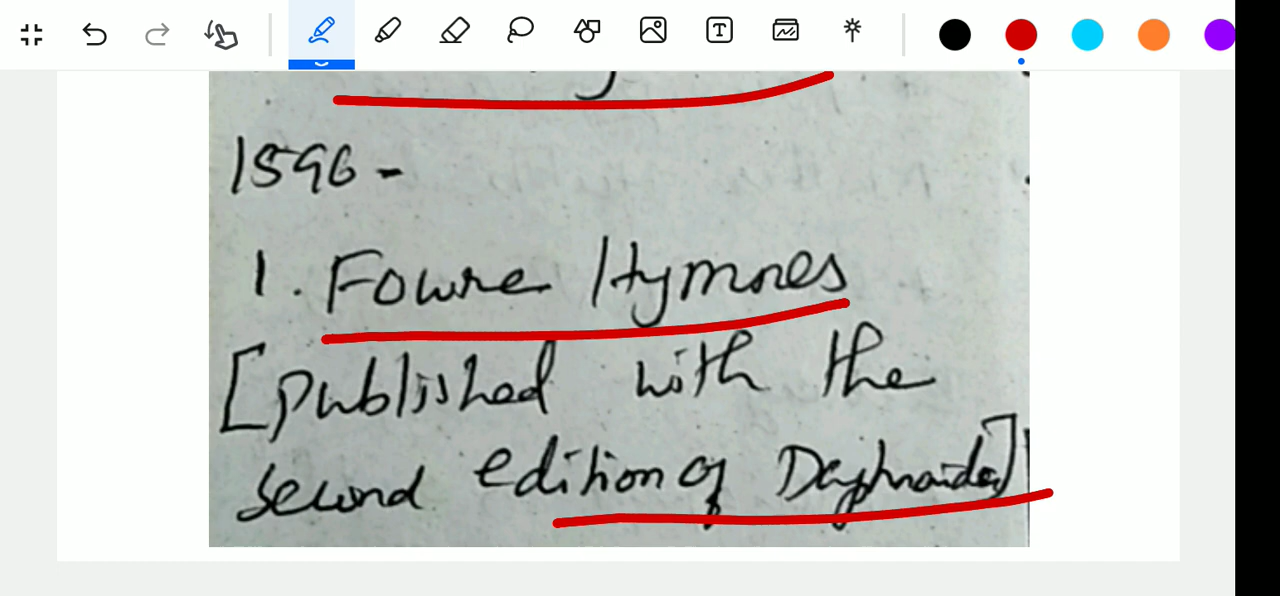 1596-
1. Fowre Hymnes
[published with the
second edition of Daphnaida]